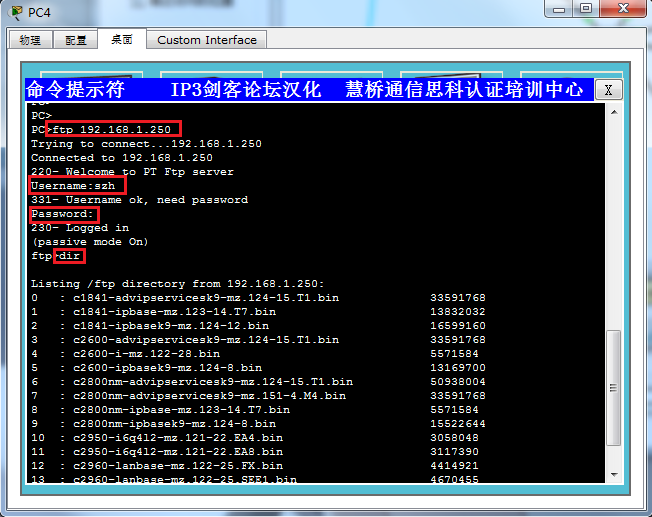 PC4
物理 配置 桌面 Custom Interface
命令提示符 IP3剑客论坛汉化 慧桥通信思科认证培训中心 X
PC>
PC>ftp 192.168.1.250
Trying to connect...192.168.1.250
Connected to 192.168.1.250
220- Welcome to PT Ftp server
Username:szh
331- Username ok, need password
Password:
230- Logged in
(passive mode On)
ftp>dir
Listing /ftp directory from 192.168.1.250:
0 : c1841-advipservicesk9-mz.124-15.T1.bin 33591768
1 : c1841-ipbase-mz.123-14.T7.bin 13832032
2 : c1841-ipbasek9-mz.124-12.bin 16599160
3 : c2600-advipservicesk9-mz.124-15.T1.bin 33591768
4 : c2600-i-mz.122-28.bin 5571584
5 : c2600-ipbasek9-mz.124-8.bin 13169700
6 : c2800nm-advipservicesk9-mz.124-15.T1.bin 50938004
7 : c2800nm-advipservicesk9-mz.151-4.M4.bin 33591768
8 : c2800nm-ipbase-mz.123-14.T7.bin 5571584
9 : c2800nm-ipbasek9-mz.124-8.bin 15522644
10 : c2950-i6q4l2-mz.121-22.EA4.bin 3058048
11 : c2950-i6q4l2-mz.121-22.EA8.bin 3117390
12 : c2960-lanbase-mz.122-25.FX.bin 4414921
13 : c2960-lanbase-mz.122-25.SEE1.bin 4670455